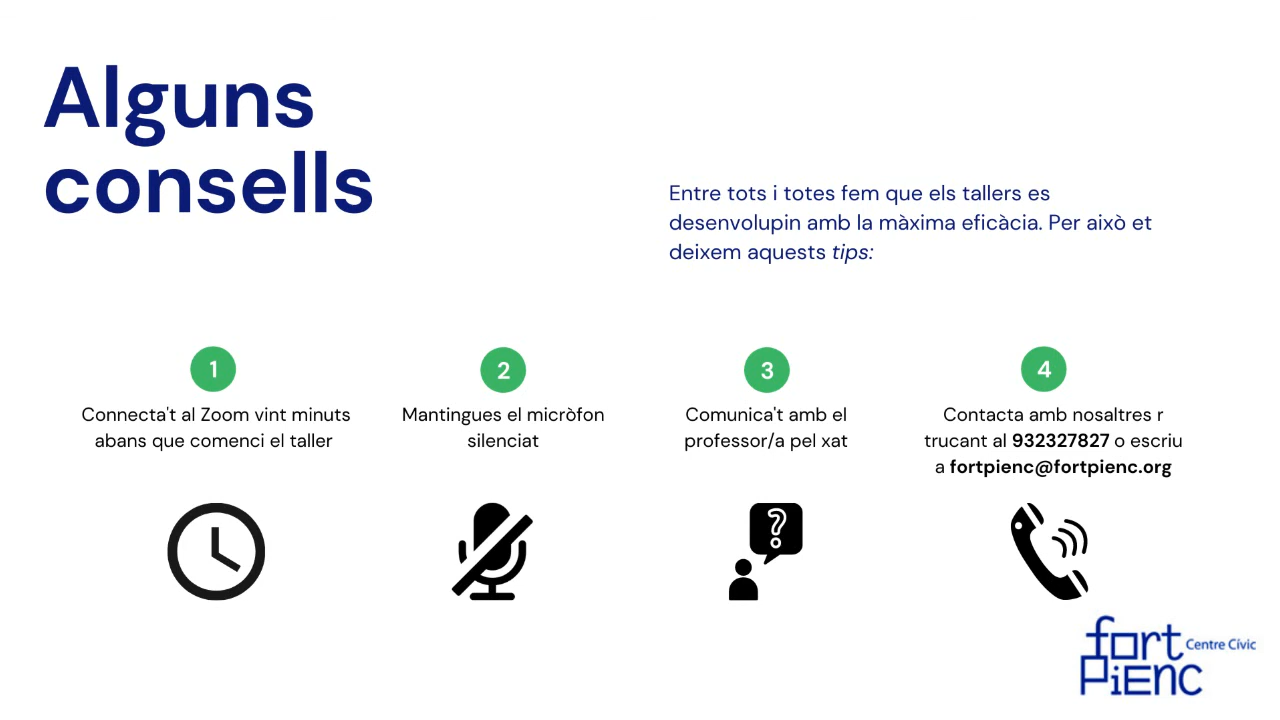 Alguns
consells
Entre tots i totes fem que els tallers es
desenvolupin amb la màxima eficàcia. Per això et
deixem aquests tips:
1
Connecta't al Zoom vint minuts
abans que comenci el taller
2
Mantingues el micròfon
silenciat
3
Comunica't amb el
professor/a pel xat
4
Contacta amb nosaltres r
trucant al 932327827 o escriu
a fortpienc@fortpienc.org
?
fort
PiENC
Centre Cívic